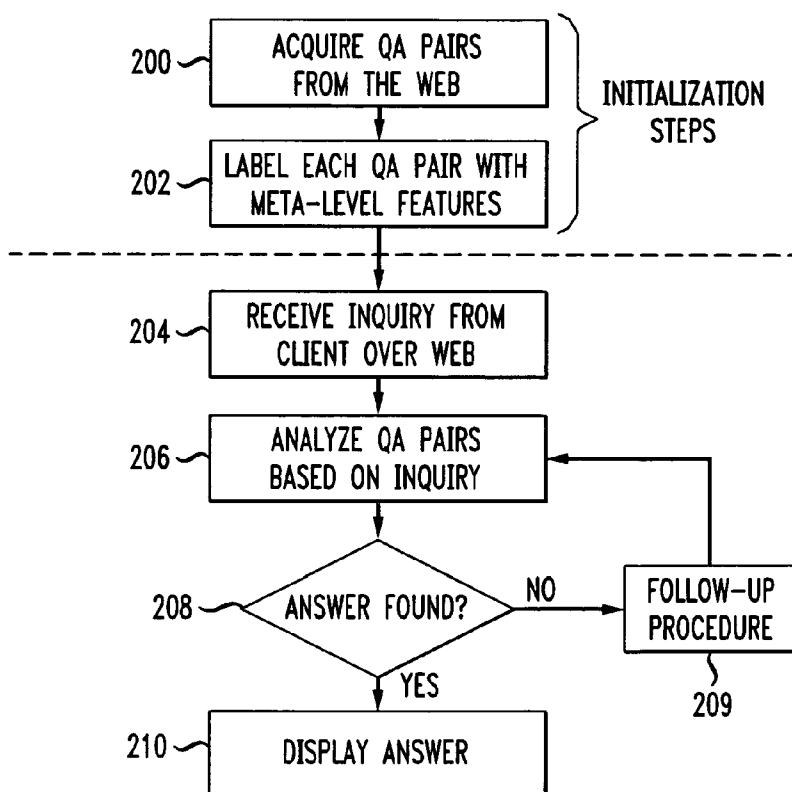 200
ACQUIRE QA PAIRS
FROM THE WEB
INITIALIZATION
STEPS
202
LABEL EACH QA PAIR WITH
META-LEVEL FEATURES
204
RECEIVE INQUIRY FROM
CLIENT OVER WEB
206
ANALYZE QA PAIRS
BASED ON INQUIRY
208
ANSWER FOUND?
NO
FOLLOW-UP
PROCEDURE
209
YES
210
DISPLAY ANSWER